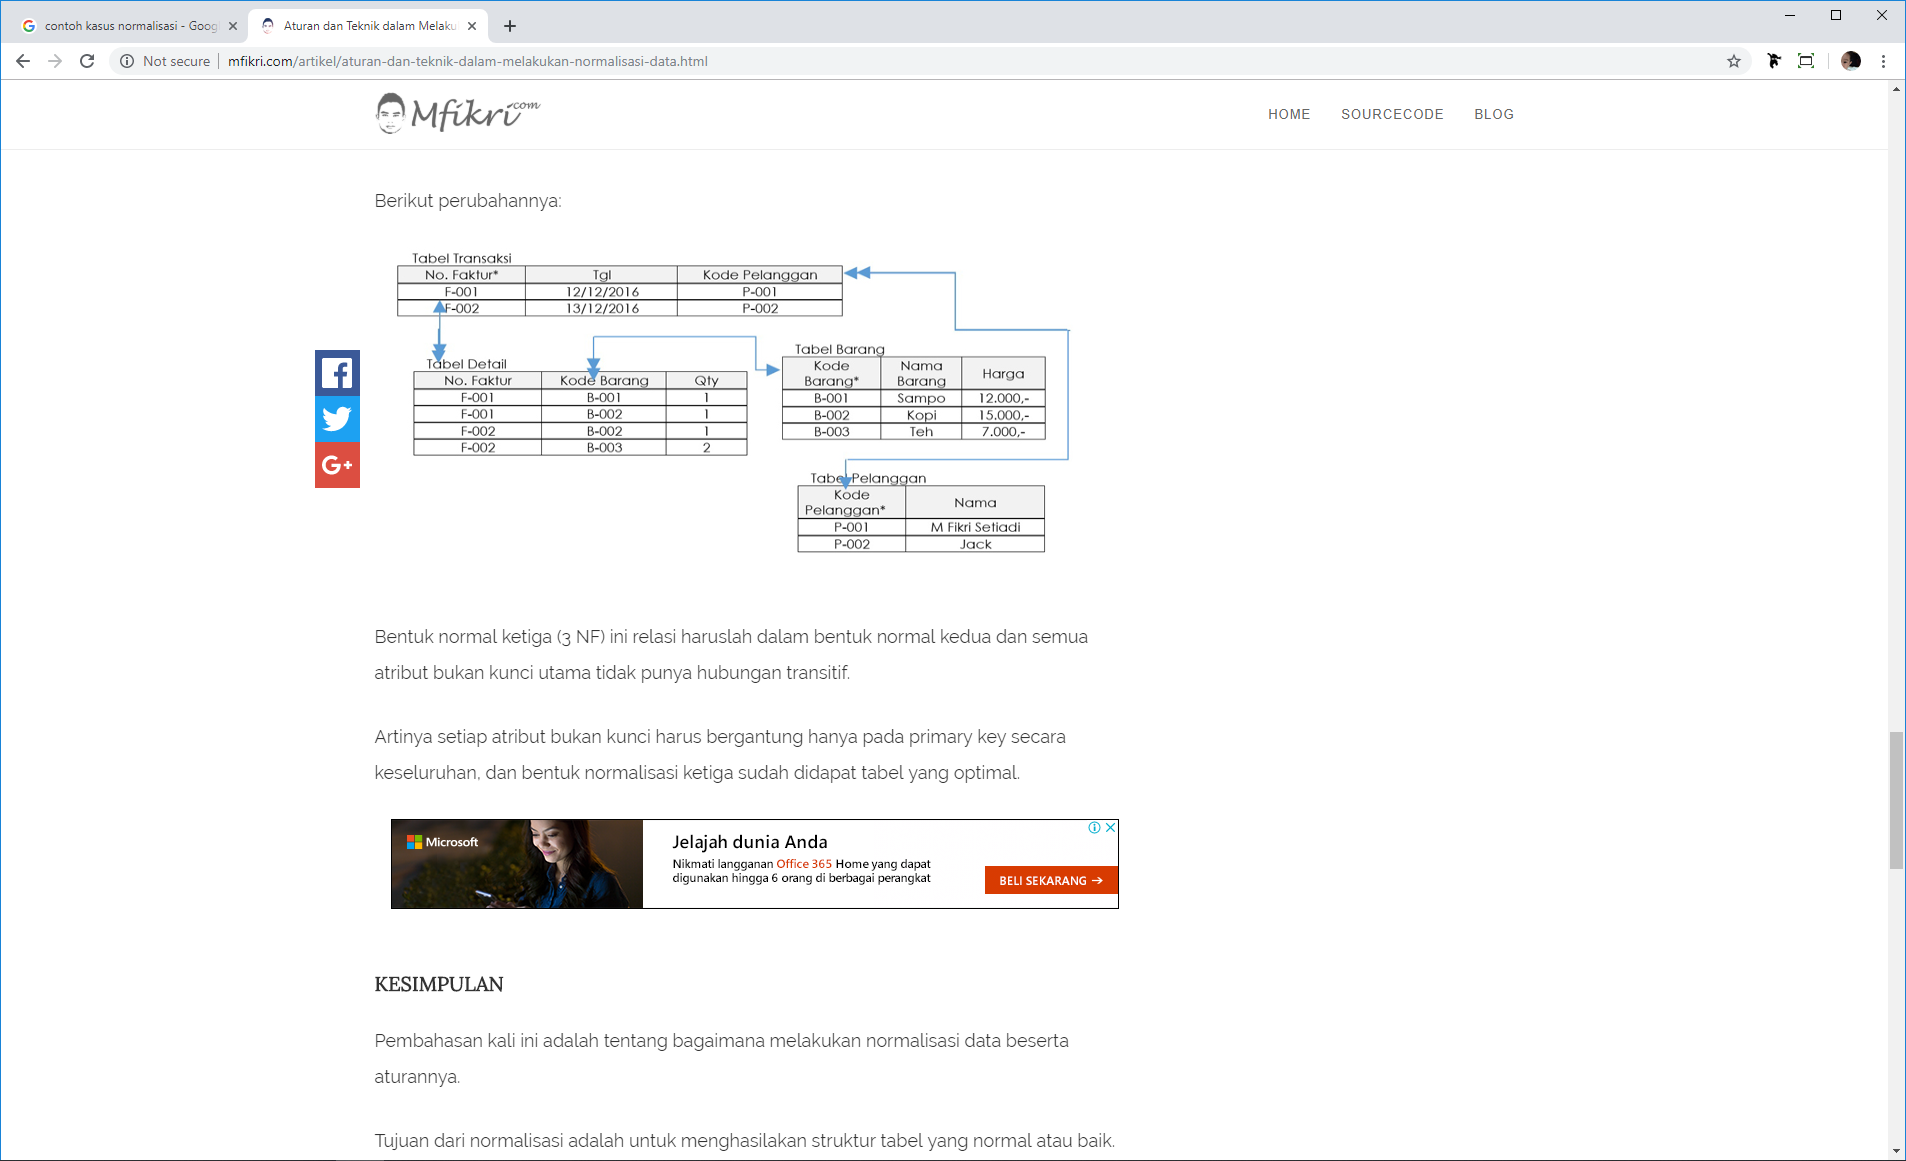 contoh kasus normalisasi - Goog
Aturan dan Teknik dalam Melaku
Not secure
mfikri.com/artikel/aturan-dan-teknik-dalam-melakukan-normalisasi-data.html
Mfikri.com
HOME SOURCECODE BLOG
Berikut perubahannya:
Tabel Transaksi
No. Faktur* Tgl Kode Pelanggan
F-001 12/12/2016 P-001
F-002 13/12/2016 P-002
Tabel Detail
No. Faktur Kode Barang Qty
F-001 B-001 1
F-001 B-002 1
F-002 B-002 1
F-002 B-003 2
Tabel Barang
Kode Barang* Nama Barang Harga
B-001 Sampo 12.000,-
B-002 Kopi 15.000,-
B-003 Teh 7.000,-
Tabel Pelanggan
Kode Pelanggan* Nama
P-001 M Fikri Setiadi
P-002 Jack
G+
Bentuk normal ketiga (3 NF) ini relasi haruslah dalam bentuk normal kedua dan semua
atribut bukan kunci utama tidak punya hubungan transitif.
Artinya setiap atribut bukan kunci harus bergantung hanya pada primary key secara
keseluruhan, dan bentuk normalisasi ketiga sudah didapat tabel yang optimal.
Microsoft
Jelajah dunia Anda
Nikmati langganan Office 365 Home yang dapat
digunakan hingga 6 orang di berbagai perangkat
BELI SEKARANG →
KESIMPULAN
Pembahasan kali ini adalah tentang bagaimana melakukan normalisasi data beserta
aturannya.
Tujuan dari normalisasi adalah untuk menghasilakan struktur tabel yang normal atau baik.